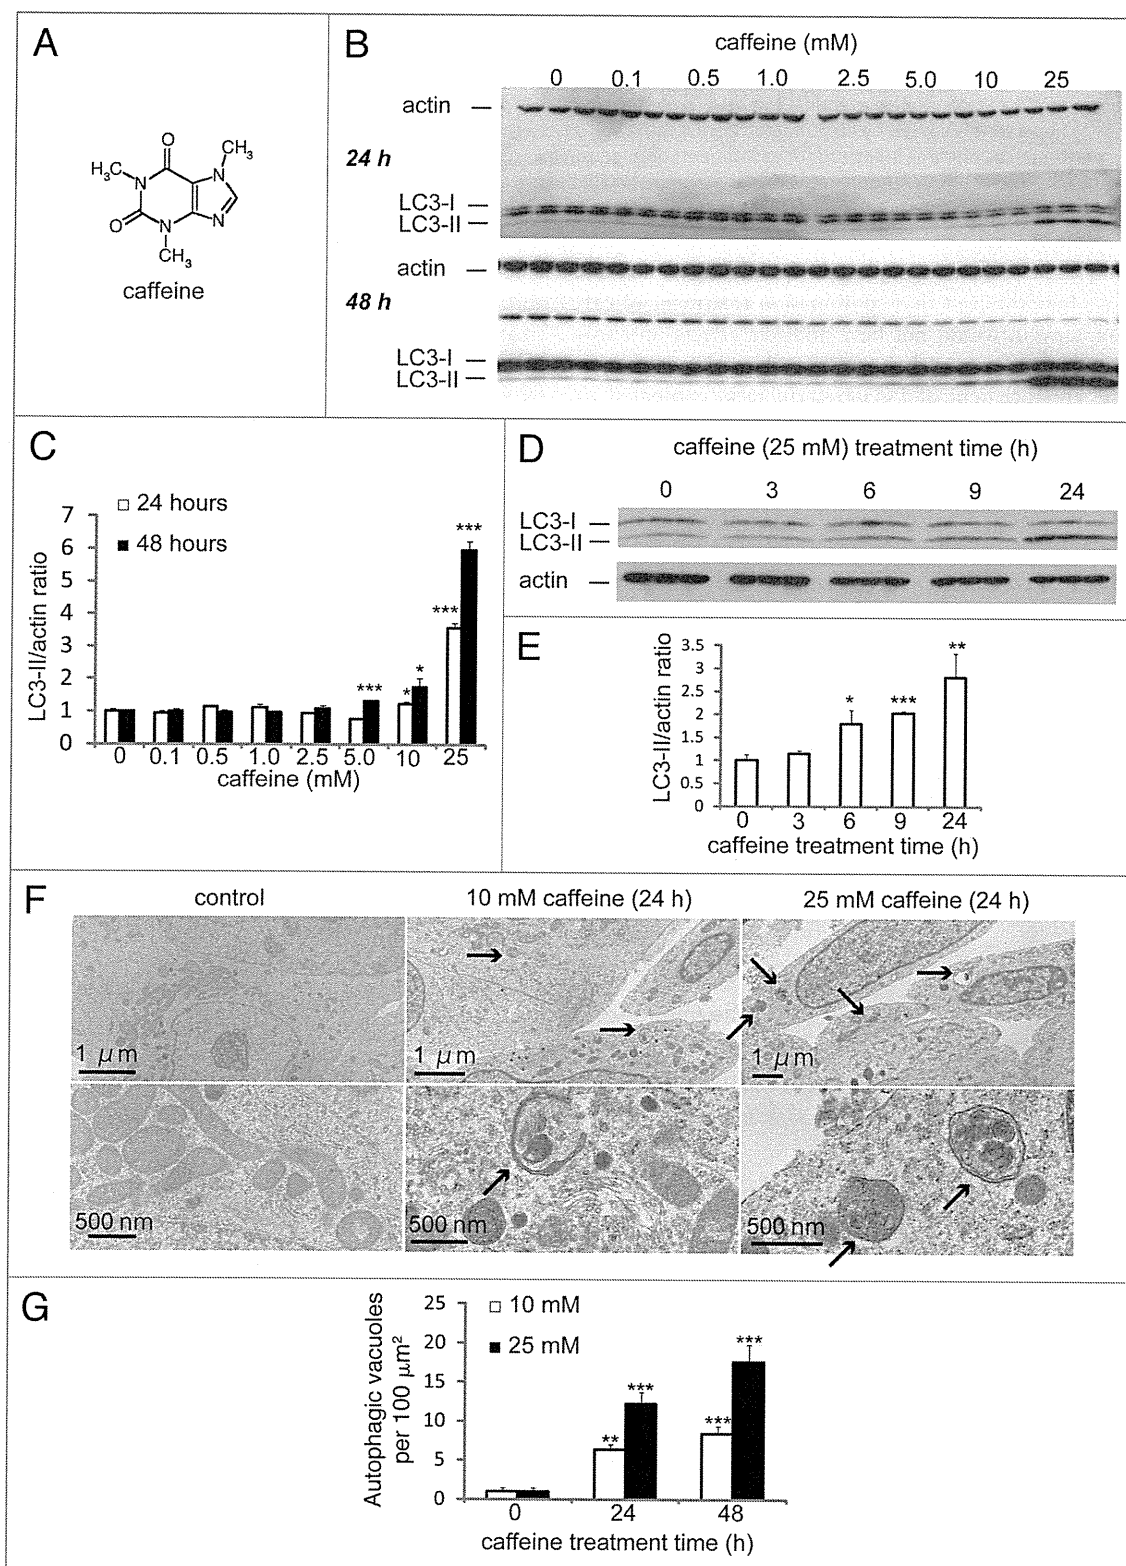 A
O
H3C
N
N
CH3
O
N
N
CH3
caffeine
B
caffeine (mM)
0 0.1 0.5 1.0 2.5 5.0 10 25
actin
24 h
LC3-I
LC3-II
actin
48 h
LC3-I
LC3-II
C
24 hours
48 hours
LC3-II/actin ratio
7
6
5
4
3
2
1
0
***
***
***
*
*
0 0.1 0.5 1.0 2.5 5.0 10 25
caffeine (mM)
D
caffeine (25 mM) treatment time (h)
0 3 6 9 24
LC3-I
LC3-II
actin
E
LC3-II/actin ratio
3.5
3
2.5
2
1.5
1
0.5
0
* *** **
0 3 6 9 24
caffeine treatment time (h)
F
control
10 mM caffeine (24 h)
25 mM caffeine (24 h)
1 μm
1 μm
1 μm
500 nm
500 nm
500 nm
G
10 mM
25 mM
Autophagic vacuoles
per 100 μm²
25
20
15
10
5
0
** *** *** ***
0 24 48
caffeine treatment time (h)